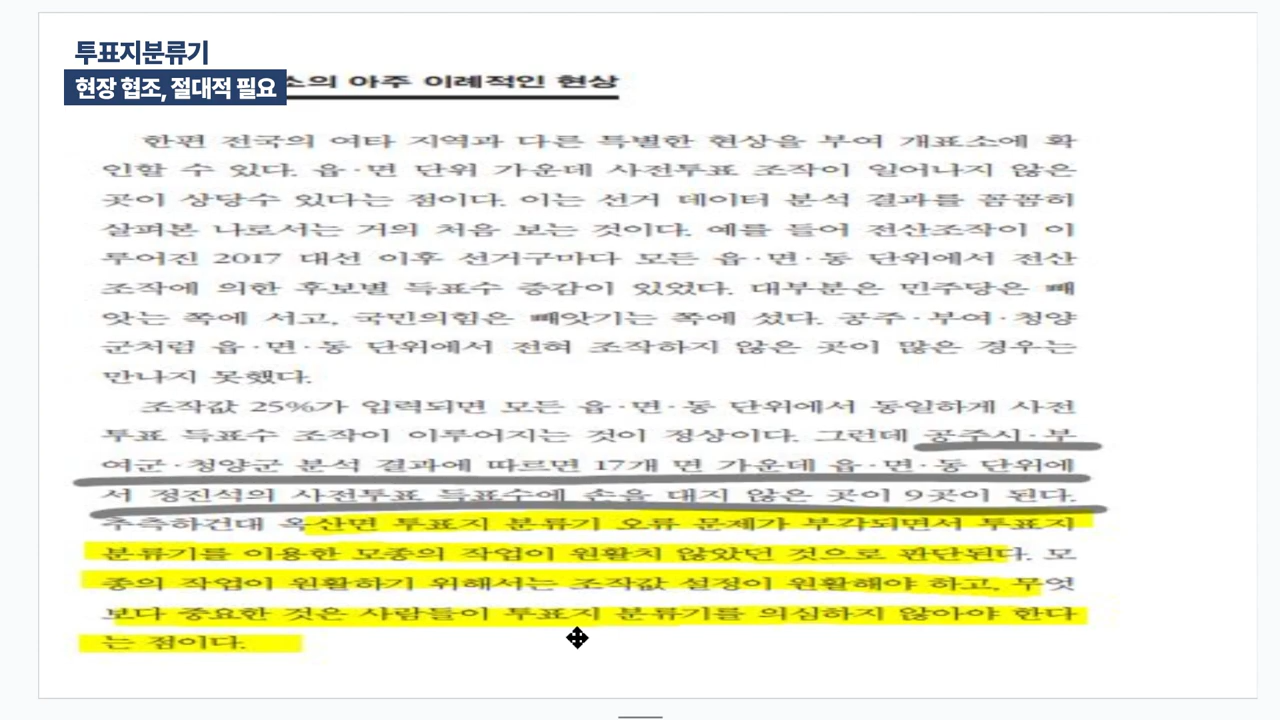 투표지분류기
현장 협조, 절대적 필요
소의 아주 이례적인 현상
한편 전국의 여타 지역과 다른 특별한 현상을 부여 개표소에 확
인할 수 있다. 읍·면 단위 가운데 사전투표 조작이 일어나지 않은
곳이 상당수 있다는 점이다. 이는 선거 데이터 분석 결과를 꼼꼼히
살펴본 나로서는 거의 처음 보는 것이다. 예를 들어 전산조작이 이
루어진 2017 대선 이후 선거구마다 모든 읍·면·동 단위에서 전산
조작에 의한 후보별 득표수 증감이 있었다. 대부분은 민주당은 빼
앗는 쪽에 서고, 국민의힘은 빼앗기는 쪽에 섰다. 공주·부여·청양
군처럼 읍·면·동 단위에서 전혀 조작하지 않은 곳이 많은 경우는
만나지 못했다.
조작값 25%가 입력되면 모든 읍·면·동 단위에서 동일하게 사전
투표 득표수 조작이 이루어지는 것이 정상이다. 그런데 공주시·부
여군·청양군 분석 결과에 따르면 17개 면 가운데 읍·면·동 단위에
서 정진석의 사전투표 득표수에 손을 대지 않은 곳이 9곳이 된다.
추측하건대 옥산면 투표지 분류기 오류 문제가 부각되면서 투표지
분류기를 이용한 모종의 작업이 원활치 않았던 것으로 판단된다. 모
종의 작업이 원활하기 위해서는 조작값 설정이 원활해야 하고, 무엇
보다 중요한 것은 사람들이 투표지 분류기를 의심하지 않아야 한다
는 점이다.